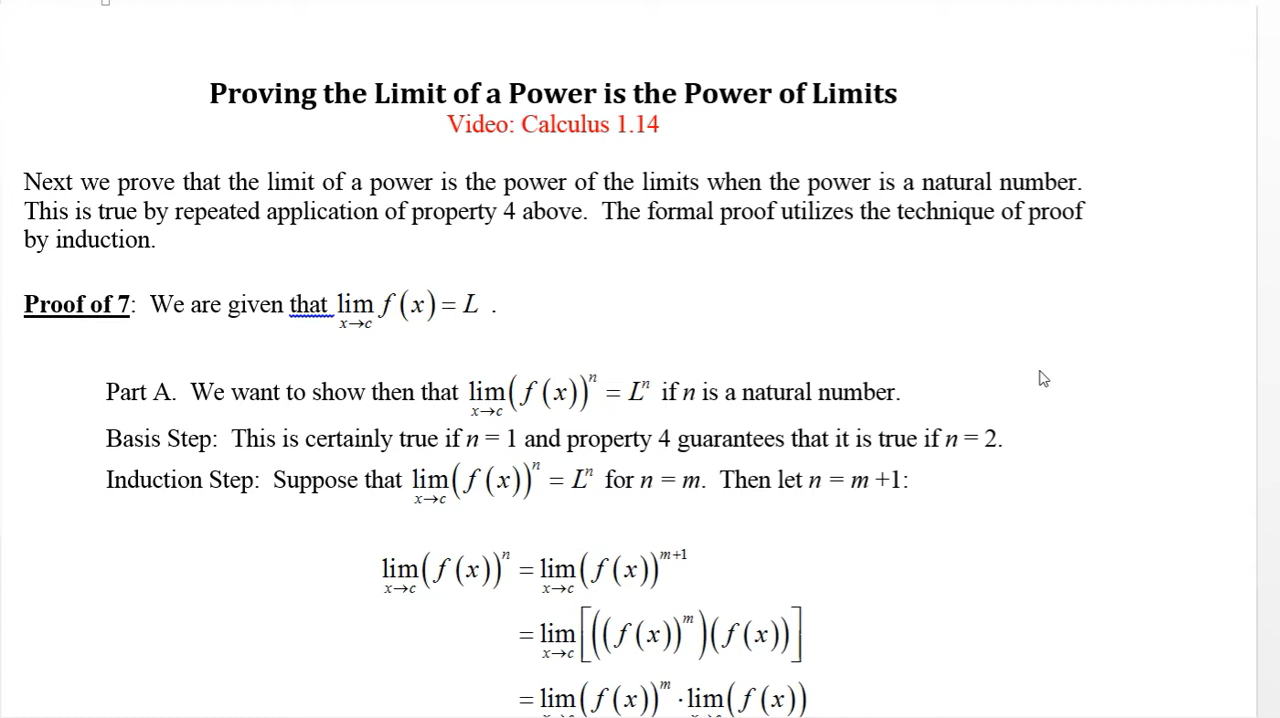 Proving the Limit of a Power is the Power of Limits
Video: Calculus 1.14
Next we prove that the limit of a power is the power of the limits when the power is a natural number.
This is true by repeated application of property 4 above. The formal proof utilizes the technique of proof
by induction.
Proof of 7: We are given that lim_{x→c} f(x) = L .
Part A. We want to show then that lim_{x→c} (f(x))^n = L^n if n is a natural number.
Basis Step: This is certainly true if n = 1 and property 4 guarantees that it is true if n = 2.
Induction Step: Suppose that lim_{x→c} (f(x))^n = L^n for n = m. Then let n = m +1:
lim_{x→c} (f(x))^n = lim_{x→c} (f(x))^{m+1}
= lim_{x→c} [((f(x))^m)(f(x))]
= lim_{x→c} (f(x))^m · lim_{x→c} (f(x))